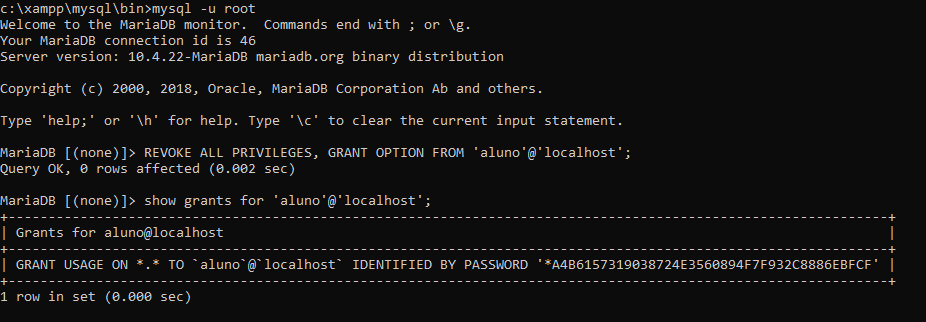 c:\xampp\mysql\bin>mysql -u root
Welcome to the MariaDB monitor.  Commands end with ; or \g.
Your MariaDB connection id is 46
Server version: 10.4.22-MariaDB mariadb.org binary distribution

Copyright (c) 2000, 2018, Oracle, MariaDB Corporation Ab and others.

Type 'help;' or '\h' for help. Type '\c' to clear the current input statement.

MariaDB [(none)]> REVOKE ALL PRIVILEGES, GRANT OPTION FROM 'aluno'@'localhost';
Query OK, 0 rows affected (0.002 sec)

MariaDB [(none)]> show grants for 'aluno'@'localhost';
| Grants for aluno@localhost |
| GRANT USAGE ON *.* TO `aluno`@`localhost` IDENTIFIED BY PASSWORD '*A4B6157319038724E3560894F7F932C8886EBFCF' |
1 row in set (0.000 sec)